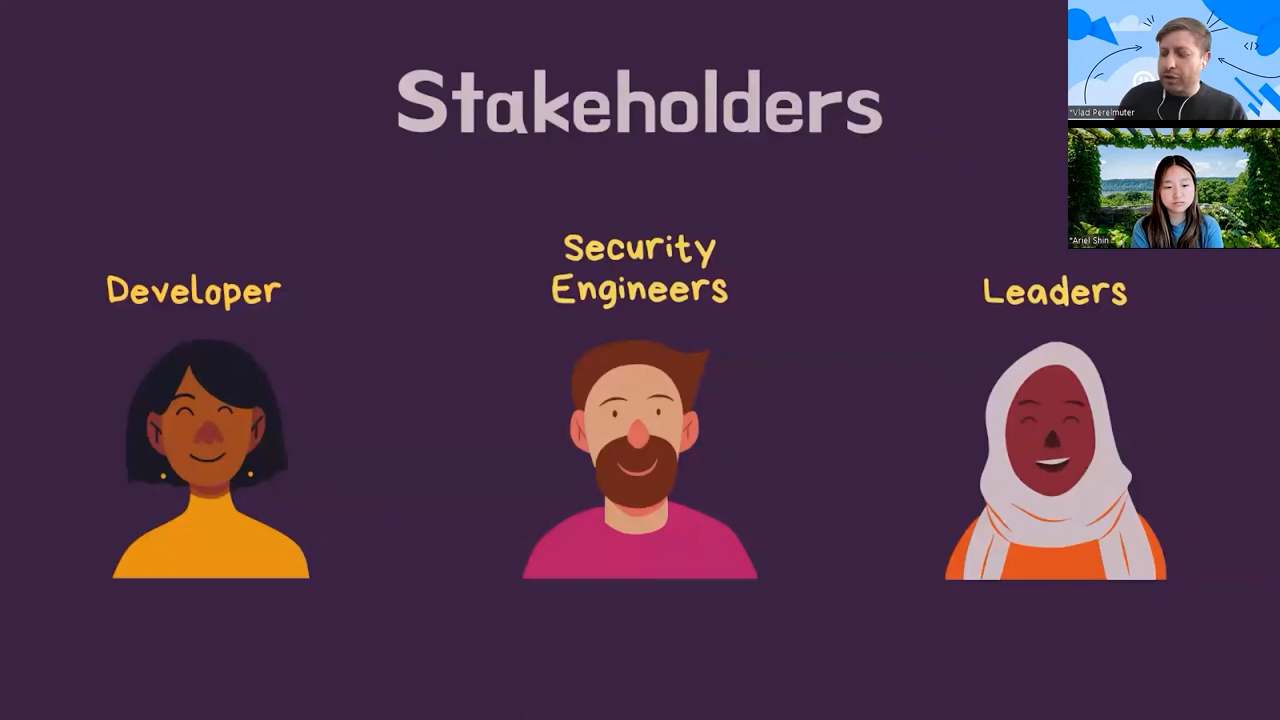 Stakeholders
*Vlad Perelmuter
*Ariel Shin
Developer
Security
Engineers
Leaders
</>